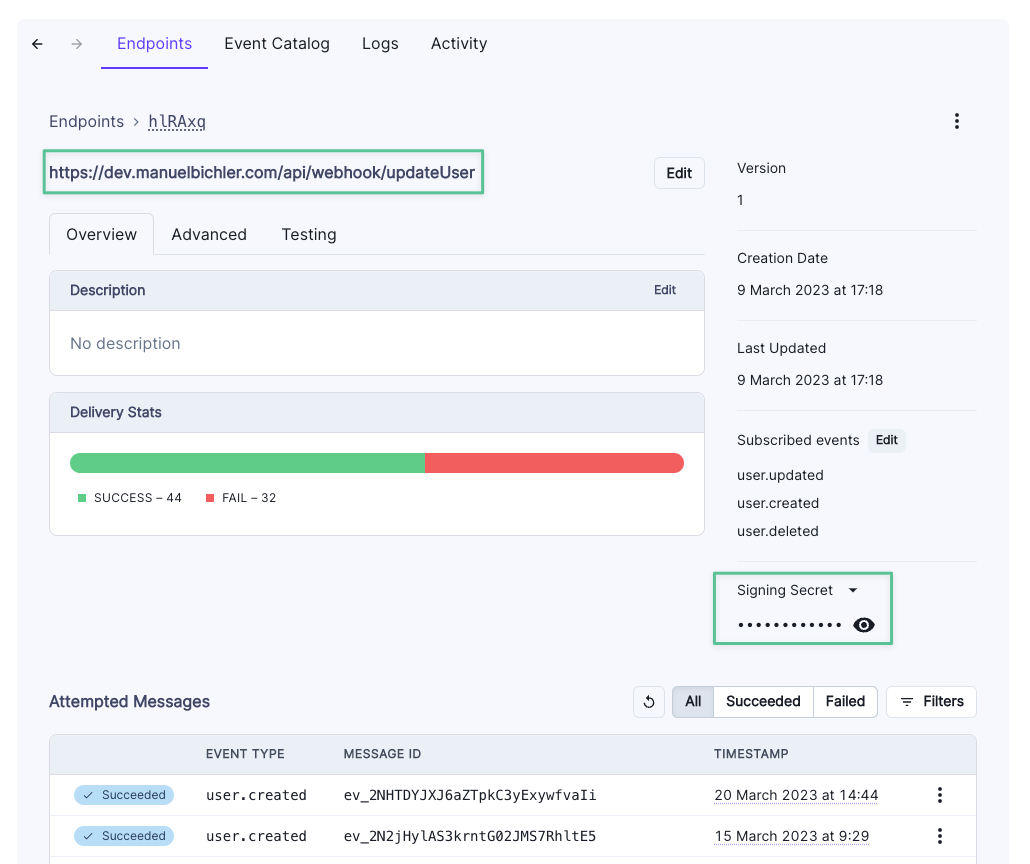 Endpoints Event Catalog Logs Activity
Endpoints > hlRAxq
https://dev.manuelbichler.com/api/webhook/updateUser
Edit
Overview Advanced Testing
Description Edit
No description
Delivery Stats
SUCCESS – 44 FAIL – 32
Version
1
Creation Date
9 March 2023 at 17:18
Last Updated
9 March 2023 at 17:18
Subscribed events Edit
user.updated
user.created
user.deleted
Signing Secret
••••••••••••
Attempted Messages
All Succeeded Failed Filters
EVENT TYPE MESSAGE ID TIMESTAMP
Succeeded user.created ev_2NHTDYJXJ6aZTpkC3yExywfvaIi 20 March 2023 at 14:44
Succeeded user.created ev_2N2jHylAS3krntG02JMS7RhltE5 15 March 2023 at 9:29